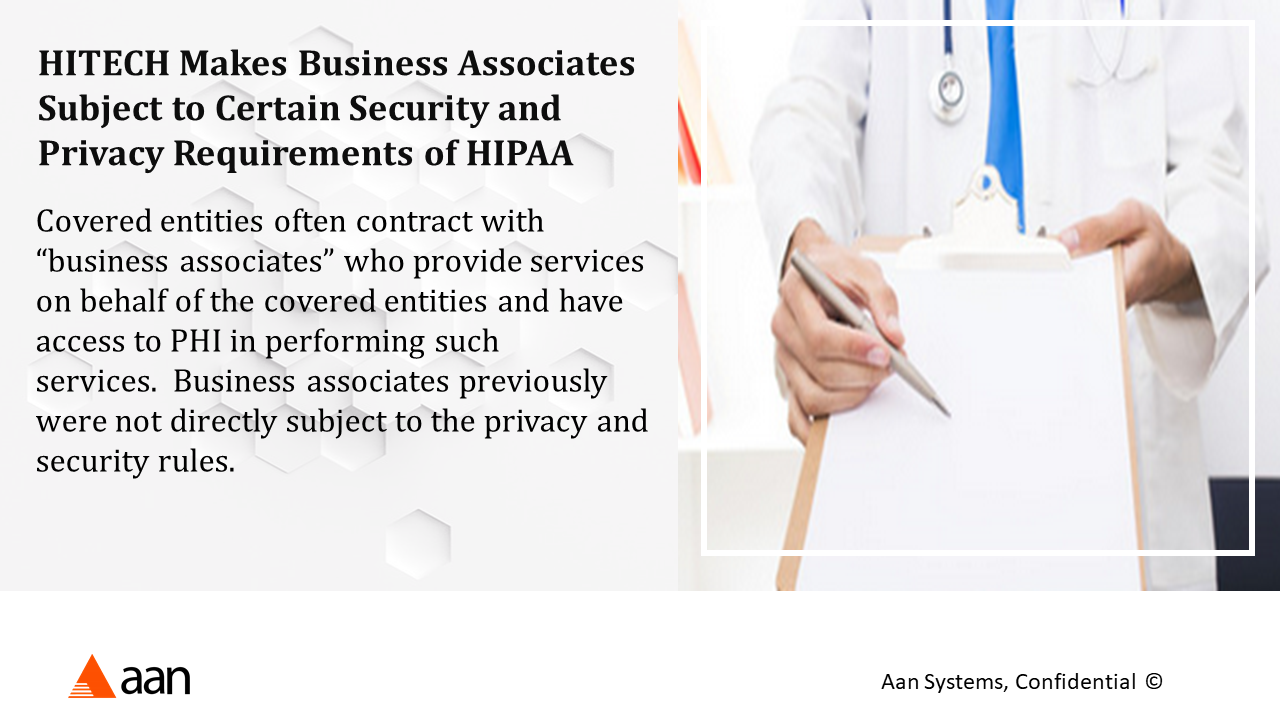 HITECH Makes Business Associates
Subject to Certain Security and
Privacy Requirements of HIPAA
Covered entities often contract with
“business associates” who provide services
on behalf of the covered entities and have
access to PHI in performing such
services.  Business associates previously
were not directly subject to the privacy and
security rules.
aan
Aan Systems, Confidential ©